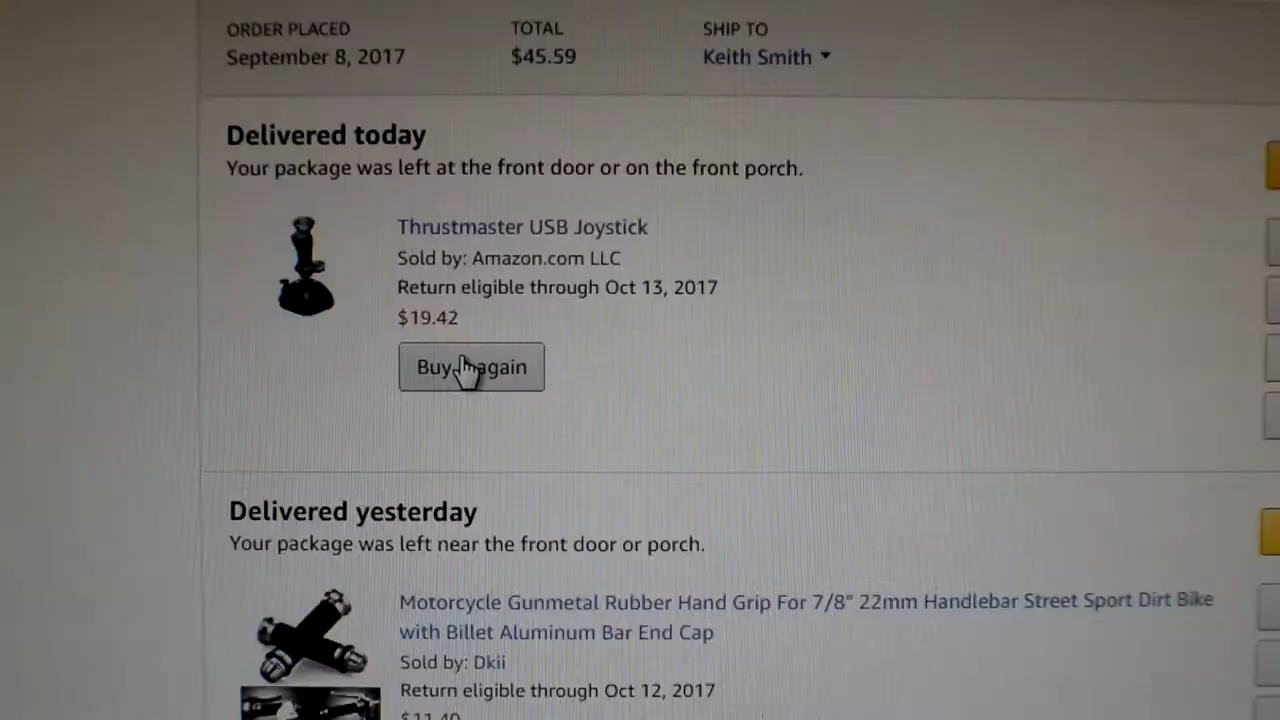 ORDER PLACED TOTAL SHIP TO
September 8, 2017 $45.59 Keith Smith
Delivered today
Your package was left at the front door or on the front porch.
Thrustmaster USB Joystick
Sold by: Amazon.com LLC
Return eligible through Oct 13, 2017
$19.42
Buy again
Delivered yesterday
Your package was left near the front door or porch.
Motorcycle Gunmetal Rubber Hand Grip For 7/8" 22mm Handlebar Street Sport Dirt Bike
with Billet Aluminum Bar End Cap
Sold by: Dkii
Return eligible through Oct 12, 2017